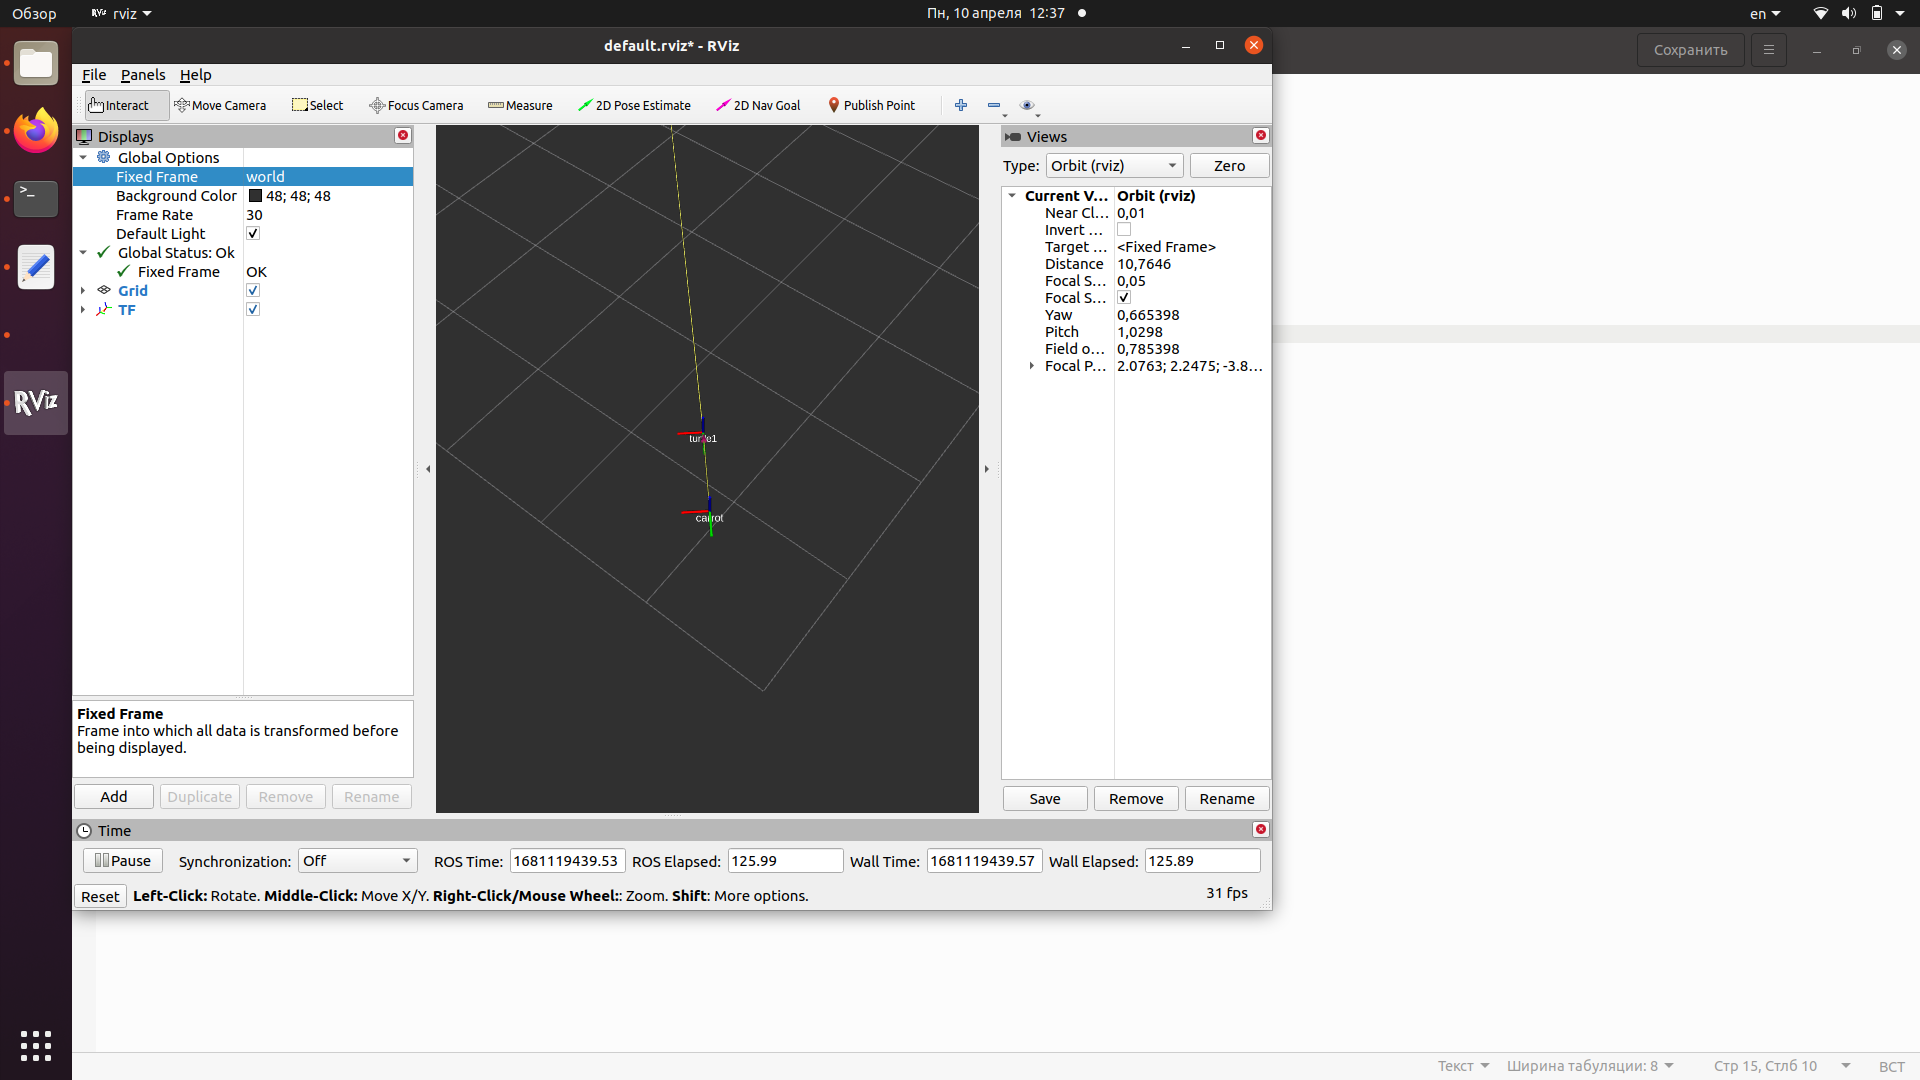 Обзор
rviz
Пн, 10 апреля 12:37
en
default.rviz* - RViz
Сохранить
File Panels Help
Interact Move Camera Select Focus Camera Measure 2D Pose Estimate 2D Nav Goal Publish Point
Displays
Global Options
Fixed Frame world
Background Color 48; 48; 48
Frame Rate 30
Default Light
Global Status: Ok
Fixed Frame OK
Grid
TF
Fixed Frame
Frame into which all data is transformed before
being displayed.
Add Duplicate Remove Rename
turtle1
carrot
Views
Type: Orbit (rviz) Zero
Current V... Orbit (rviz)
Near Cl... 0,01
Invert ...
Target ... <Fixed Frame>
Distance 10,7646
Focal S... 0,05
Focal S...
Yaw 0,665398
Pitch 1,0298
Field o... 0,785398
Focal P... 2.0763; 2.2475; -3.8...
Save Remove Rename
Time
Pause Synchronization: Off ROS Time: 1681119439.53 ROS Elapsed: 125.99 Wall Time: 1681119439.57 Wall Elapsed: 125.89
Reset Left-Click: Rotate. Middle-Click: Move X/Y. Right-Click/Mouse Wheel:: Zoom. Shift: More options. 31 fps
RViz
Текст Ширина табуляции: 8 Стр 15, Стлб 10 ВСТ